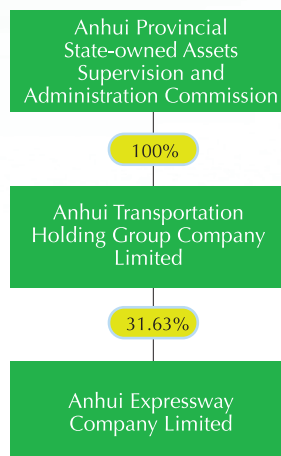 Anhui Provincial
State-owned Assets
Supervision and
Administration Commission
100%
Anhui Transportation
Holding Group Company
Limited
31.63%
Anhui Expressway
Company Limited